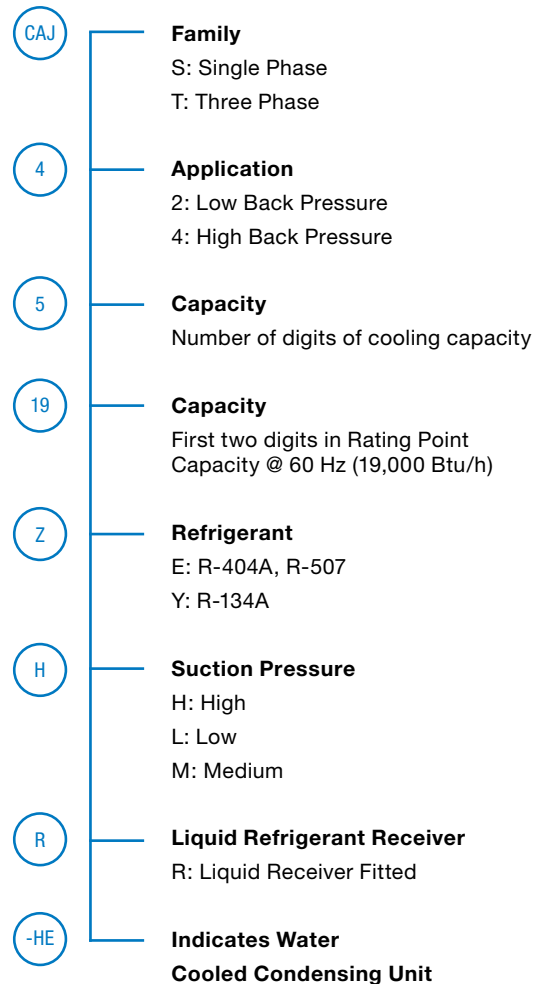 CAJ
Family
S: Single Phase
T: Three Phase
4
Application
2: Low Back Pressure
4: High Back Pressure
5
Capacity
Number of digits of cooling capacity
19
Capacity
First two digits in Rating Point
Capacity @ 60 Hz (19,000 Btu/h)
Z
Refrigerant
E: R-404A, R-507
Y: R-134A
H
Suction Pressure
H: High
L: Low
M: Medium
R
Liquid Refrigerant Receiver
R: Liquid Receiver Fitted
-HE
Indicates Water
Cooled Condensing Unit